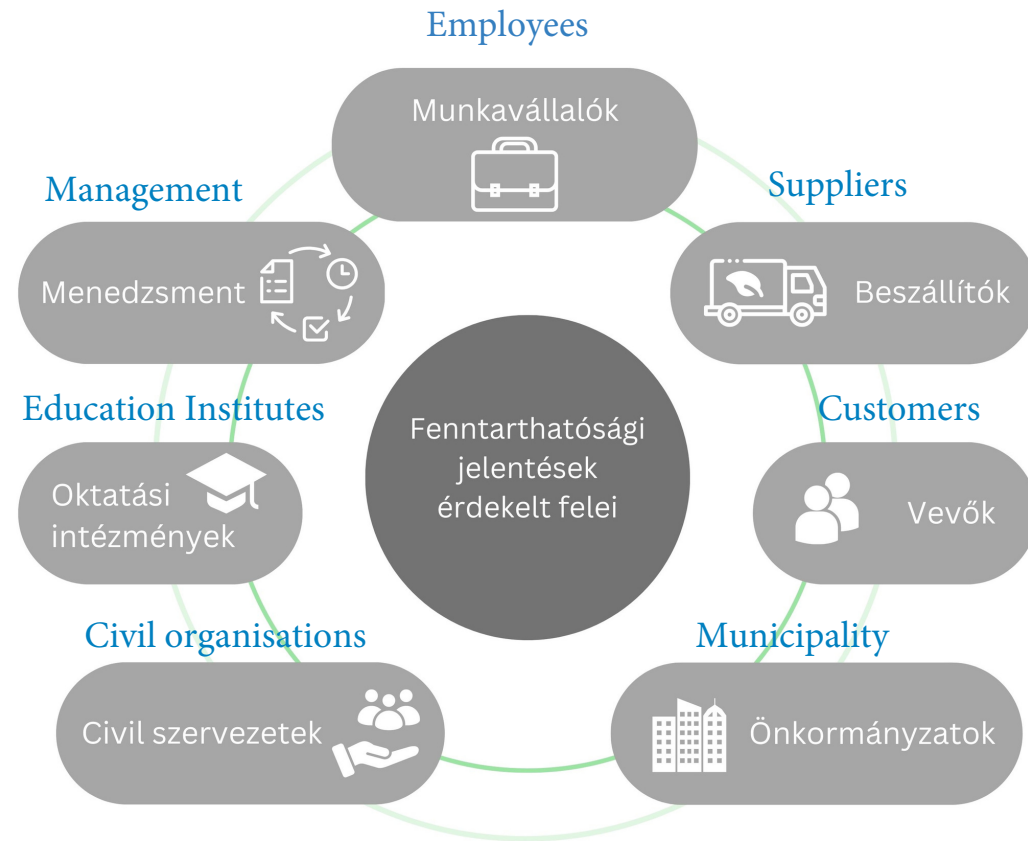 Employees
Munkavállalók
Management
Menedzsment
Suppliers
Beszállítók
Education Institutes
Oktatási
intézmények
Fenntarthatósági
jelentések
érdekelt felei
Customers
Vevők
Civil organisations
Civil szervezetek
Municipality
Önkormányzatok